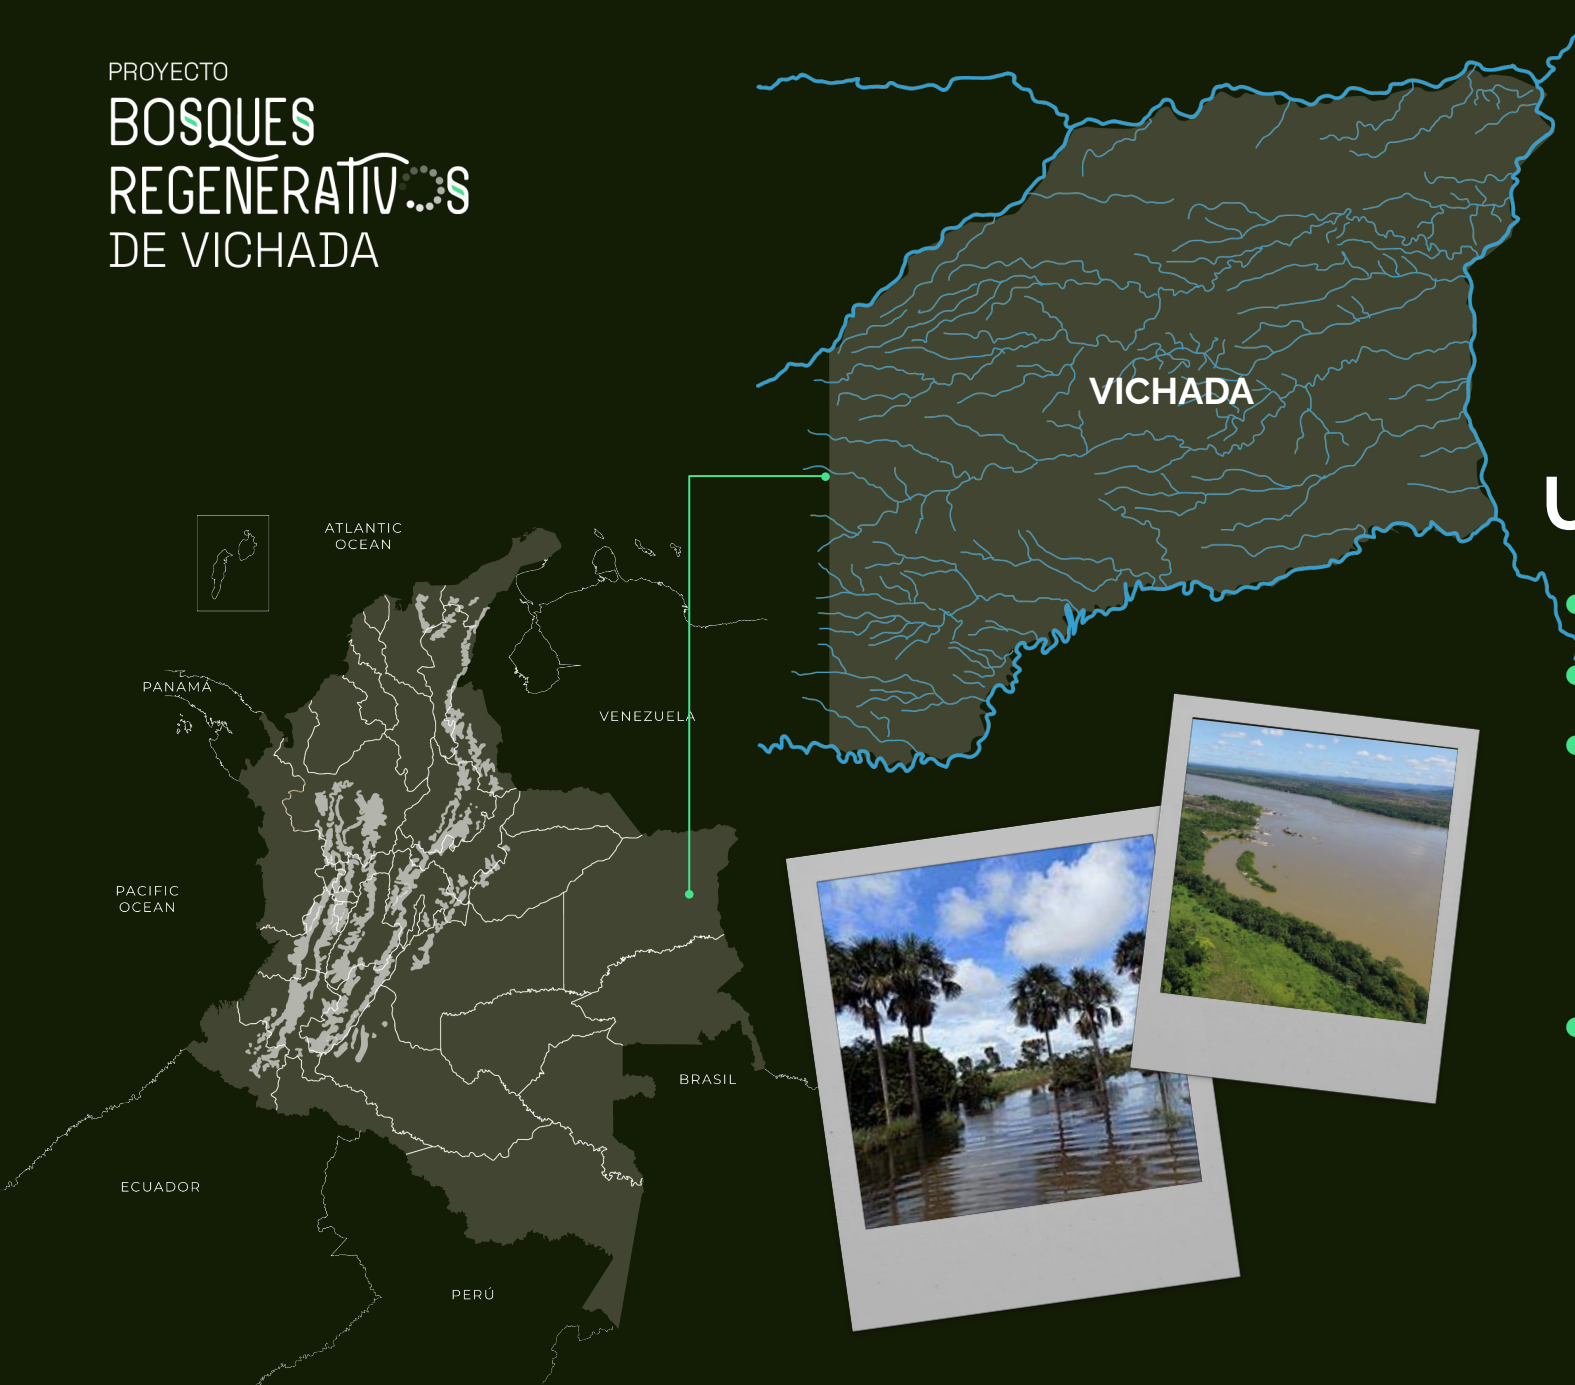 PROYECTO
BOSQUES
REGENERATIVOS
DE VICHADA
VICHADA
U
ATLANTIC
OCEAN
PANAMÁ
VENEZUELA
PACIFIC
OCEAN
BRASIL
ECUADOR
PERÚ